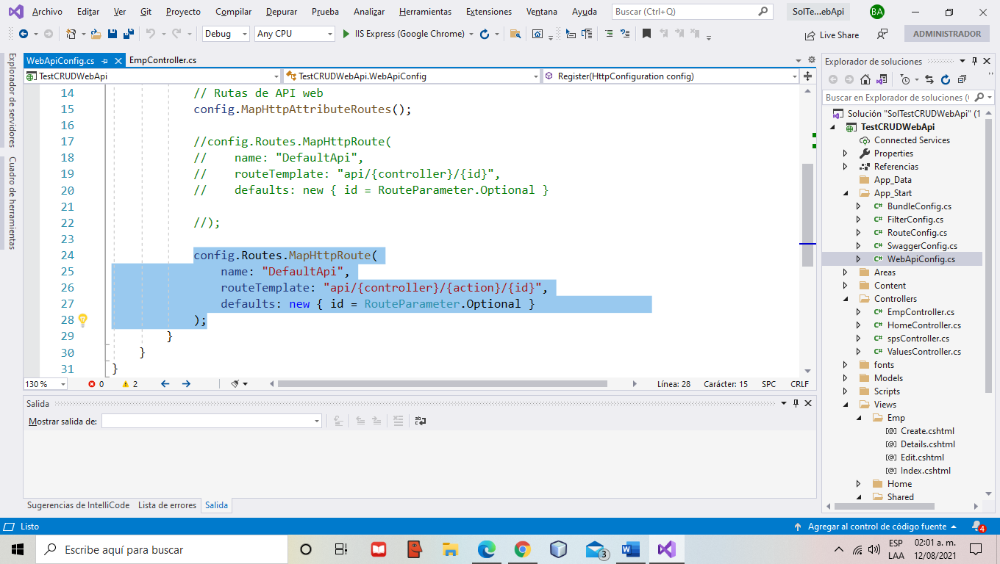 Archivo Editar Ver Git Proyecto Compilar Depurar Prueba Analizar Herramientas Extensiones Ventana Ayuda Buscar (Ctrl+Q) SolTe...ebApi BA
Debug Any CPU IIS Express (Google Chrome) Live Share ADMINISTRADOR
Explorador de servidores
Cuadro de herramientas
WebApiConfig.cs EmpController.cs
TestCRUDWebApi TestCRUDWebApi.WebApiConfig Register(HttpConfiguration config)
14 // Rutas de API web
15 config.MapHttpAttributeRoutes();
16
17 //config.Routes.MapHttpRoute(
18 // name: "DefaultApi",
19 // routeTemplate: "api/{controller}/{id}",
20 // defaults: new { id = RouteParameter.Optional }
21
22 //);
23
24 config.Routes.MapHttpRoute(
25 name: "DefaultApi",
26 routeTemplate: "api/{controller}/{action}/{id}",
27 defaults: new { id = RouteParameter.Optional }
28 );
29 }
30 }
31 }
130 % 0 2 Línea: 28 Carácter: 15 SPC CRLF
Salida
Mostrar salida de:
Sugerencias de IntelliCode Lista de errores Salida
Explorador de soluciones
Buscar en Explorador de soluciones (
Solución "SolTestCRUDWebApi" (1
TestCRUDWebApi
Connected Services
Properties
Referencias
App_Data
App_Start
BundleConfig.cs
FilterConfig.cs
RouteConfig.cs
SwaggerConfig.cs
WebApiConfig.cs
Areas
Content
Controllers
EmpController.cs
HomeController.cs
spsController.cs
ValuesController.cs
fonts
Models
Scripts
Views
Emp
Create.cshtml
Details.cshtml
Edit.cshtml
Index.cshtml
Home
Shared
Listo Agregar al control de código fuente 4
Escribe aquí para buscar 3 ESP 02:01 a. m.
LAA 12/08/2021